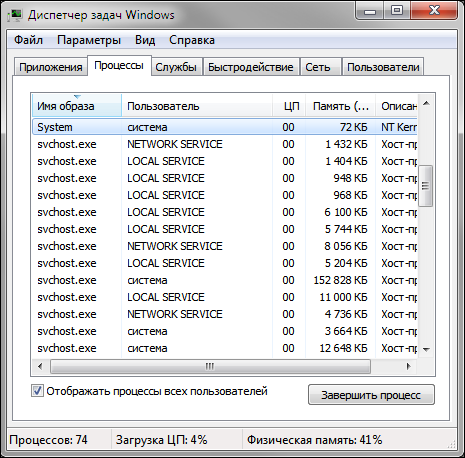 Диспетчер задач Windows
Файл Параметры Вид Справка
Приложения Процессы Службы Быстродействие Сеть Пользователи
Имя образа Пользователь ЦП Память (... Описан
System система 00 72 КБ NT Kern
svchost.exe NETWORK SERVICE 00 1 432 КБ Хост-пр
svchost.exe LOCAL SERVICE 00 1 404 КБ Хост-пр
svchost.exe LOCAL SERVICE 00 948 КБ Хост-пр
svchost.exe LOCAL SERVICE 00 968 КБ Хост-пр
svchost.exe LOCAL SERVICE 00 6 100 КБ Хост-пр
svchost.exe LOCAL SERVICE 00 5 744 КБ Хост-пр
svchost.exe NETWORK SERVICE 00 8 056 КБ Хост-пр
svchost.exe LOCAL SERVICE 00 5 204 КБ Хост-пр
svchost.exe система 00 152 828 КБ Хост-пр
svchost.exe LOCAL SERVICE 00 11 000 КБ Хост-пр
svchost.exe NETWORK SERVICE 00 4 736 КБ Хост-пр
svchost.exe система 00 3 664 КБ Хост-пр
svchost.exe система 00 12 648 КБ Хост-пр
Отображать процессы всех пользователей Завершить процесс
Процессов: 74 Загрузка ЦП: 4% Физическая память: 41%